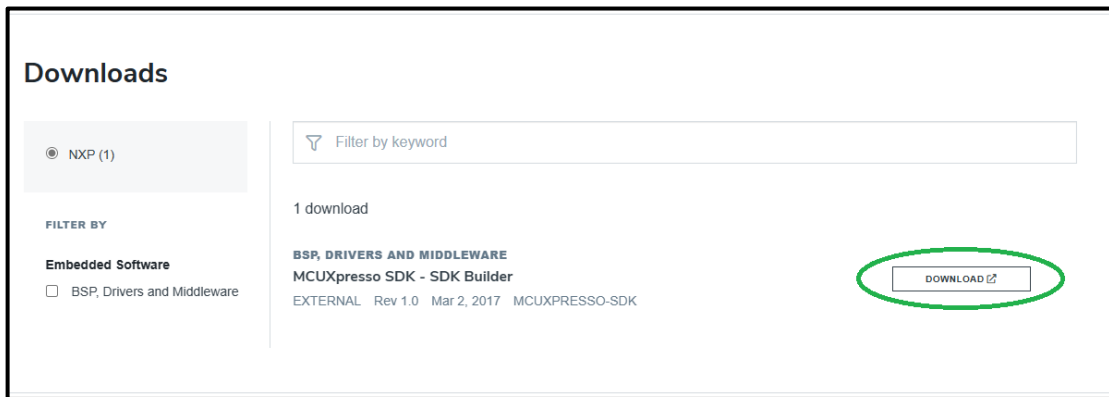 Downloads
NXP (1)
FILTER BY
Embedded Software
BSP, Drivers and Middleware
Filter by keyword
1 download
BSP, DRIVERS AND MIDDLEWARE
MCUXpresso SDK - SDK Builder
EXTERNAL Rev 1.0 Mar 2, 2017 MCUXPRESSO-SDK
DOWNLOAD